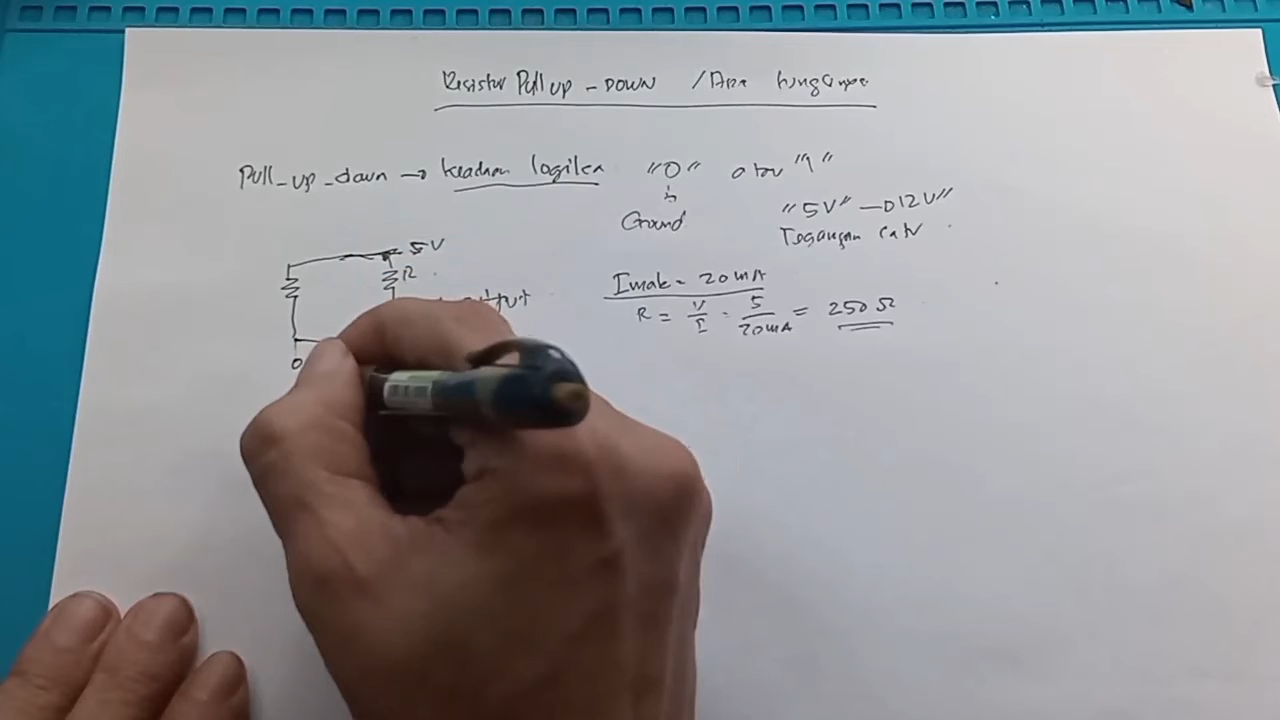 Resistor Pull up - DOWN / Apa fungsinya
Pull-up-down → Keadaan logika "0" atau "1"
Ground
"5V" → 12V"
Tegangan Catu
5V
R
Imak = 20mA
R = V/I = 5/20mA = 250Ω